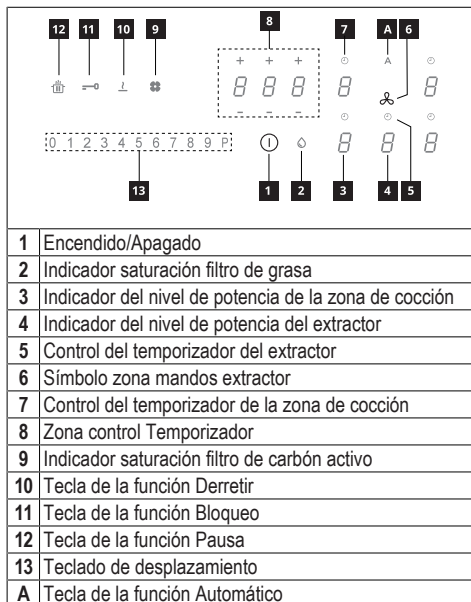 12 11 10 9 8 7 A 6
+ + + A
8 8 8 8 8
- - -
0 1 2 3 4 5 6 7 8 9 P 8 8 8
13 1 2 3 4 5
1 Encendido/Apagado
2 Indicador saturación filtro de grasa
3 Indicador del nivel de potencia de la zona de cocción
4 Indicador del nivel de potencia del extractor
5 Control del temporizador del extractor
6 Símbolo zona mandos extractor
7 Control del temporizador de la zona de cocción
8 Zona control Temporizador
9 Indicador saturación filtro de carbón activo
10 Tecla de la función Derretir
11 Tecla de la función Bloqueo
12 Tecla de la función Pausa
13 Teclado de desplazamiento
A Tecla de la función Automático